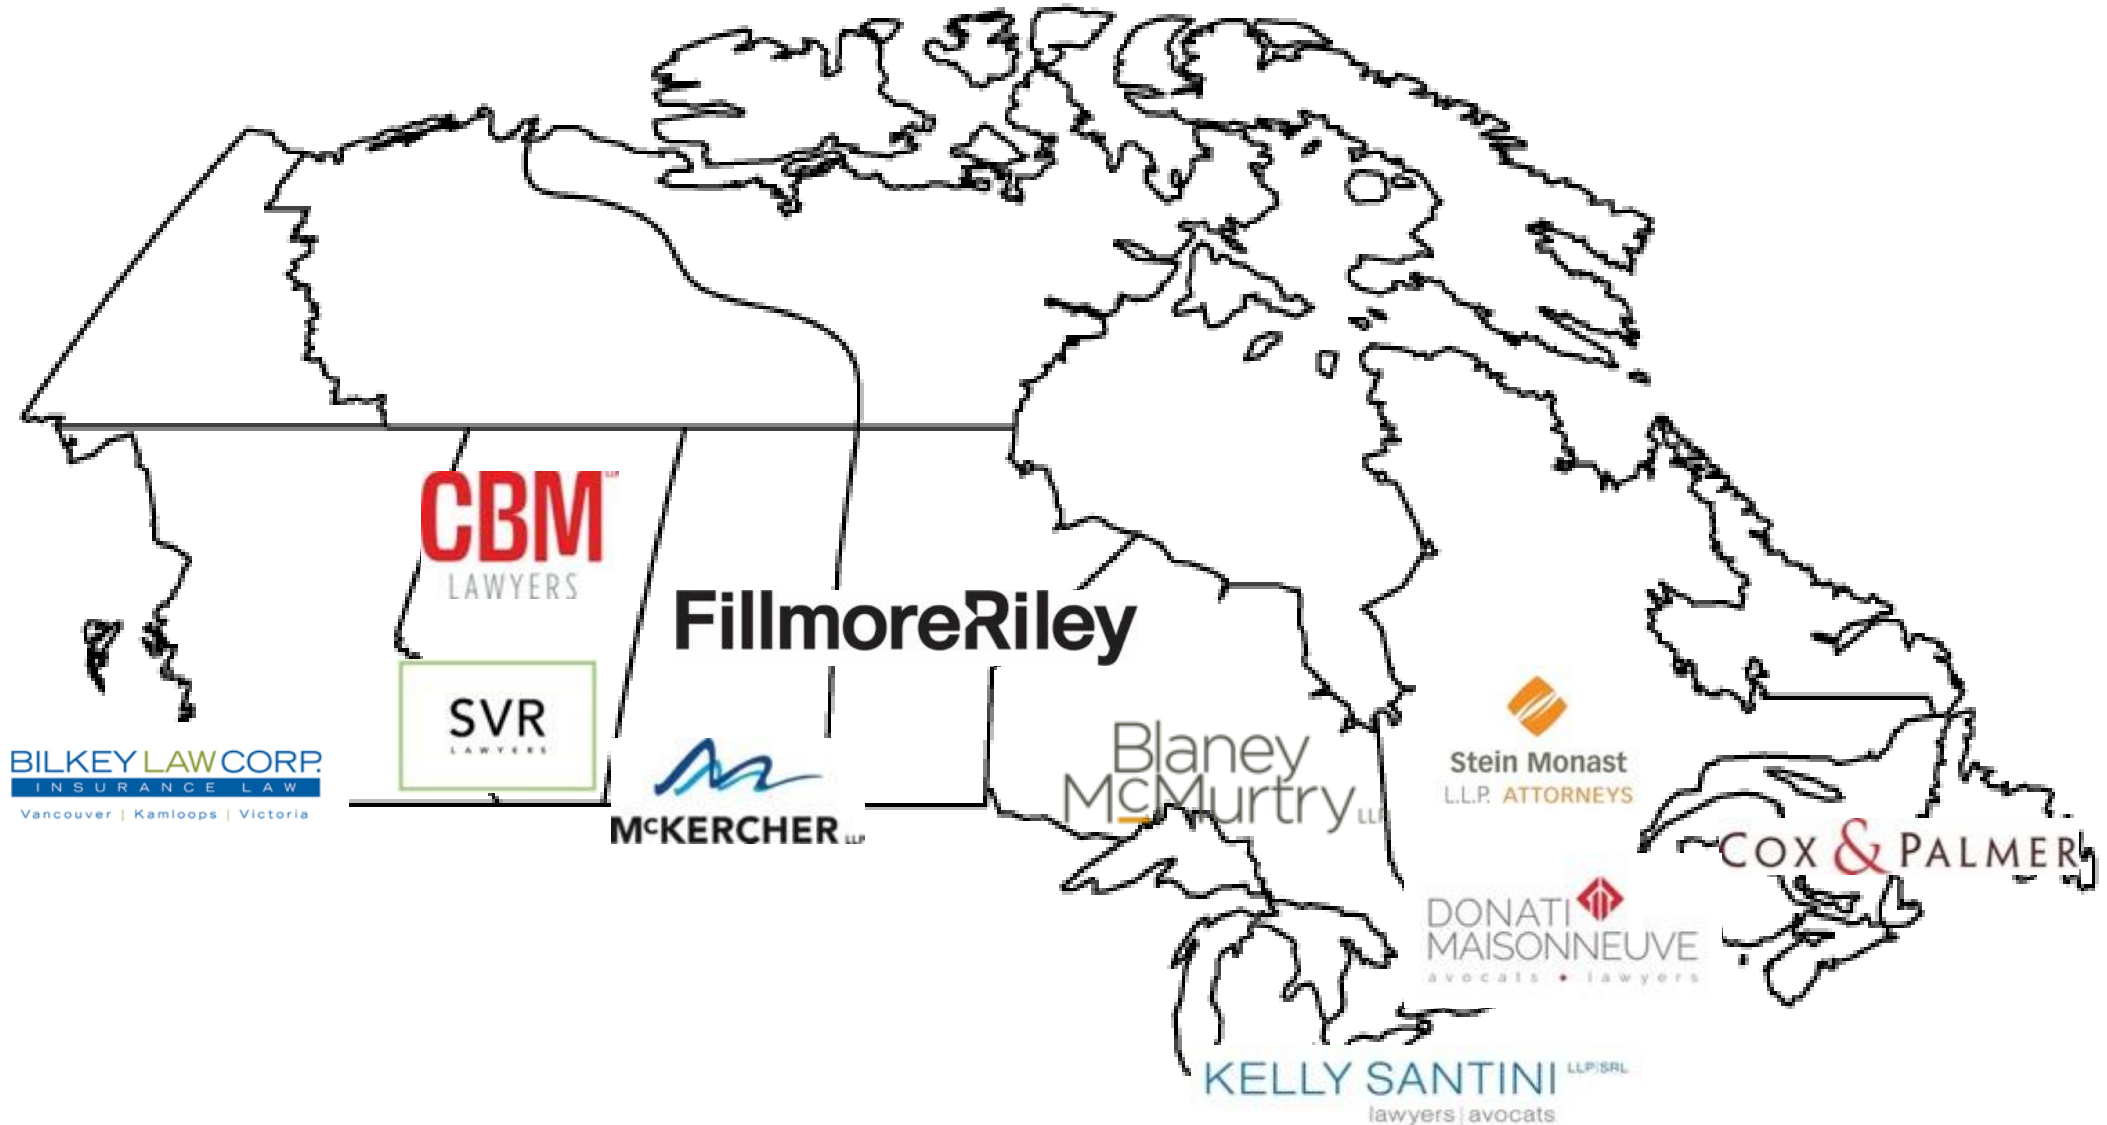 CBM LLP
LAWYERS
FillmoreRiley
SVR
LAWYERS
BILKEY LAW CORP.
INSURANCE LAW
Vancouver | Kamloops | Victoria
McKERCHER LLP
Blaney
McMurtry LLP
Stein Monast
L.L.P. ATTORNEYS
COX & PALMER
DONATI
MAISONNEUVE
avocats • lawyers
KELLY SANTINI LLP|SRL
lawyers|avocats